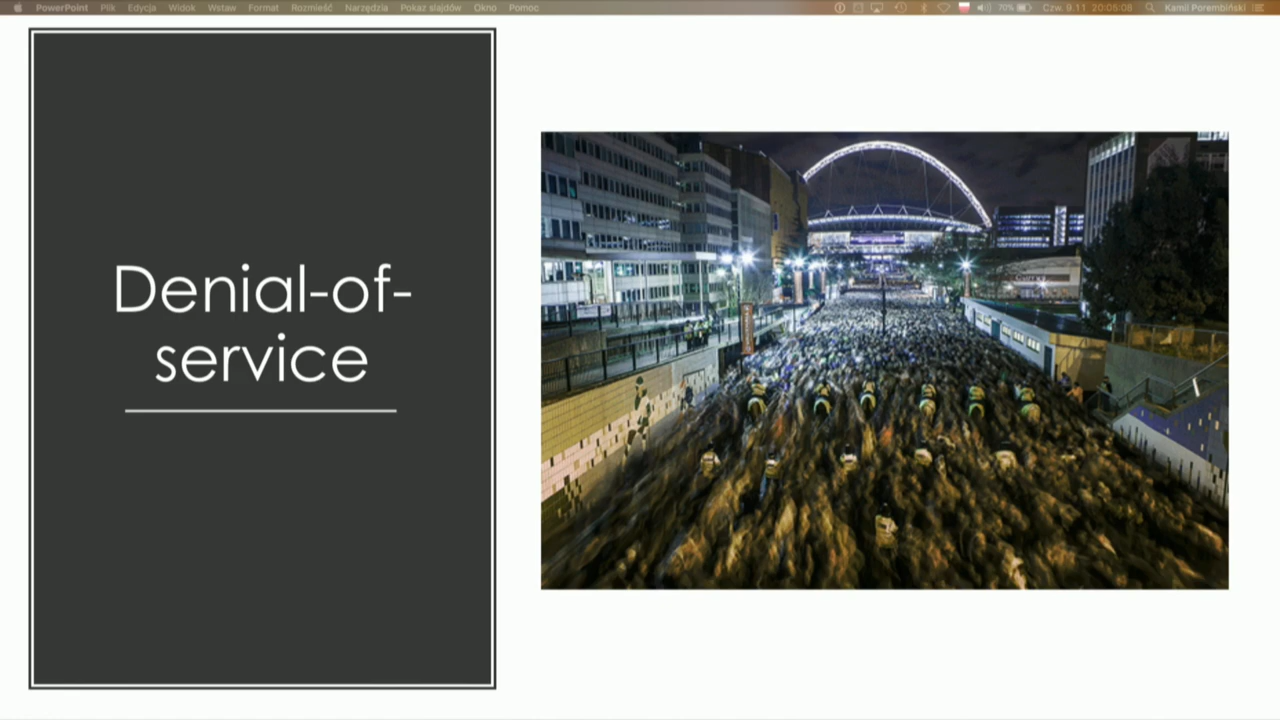 PowerPoint Plik Edycja Widok Wstaw Format Rozmieść Narzędzia Pokaz slajdów Okno Pomoc 70% Czw. 9.11 20:05:08 Kamil Porembiński
Denial-of-
service